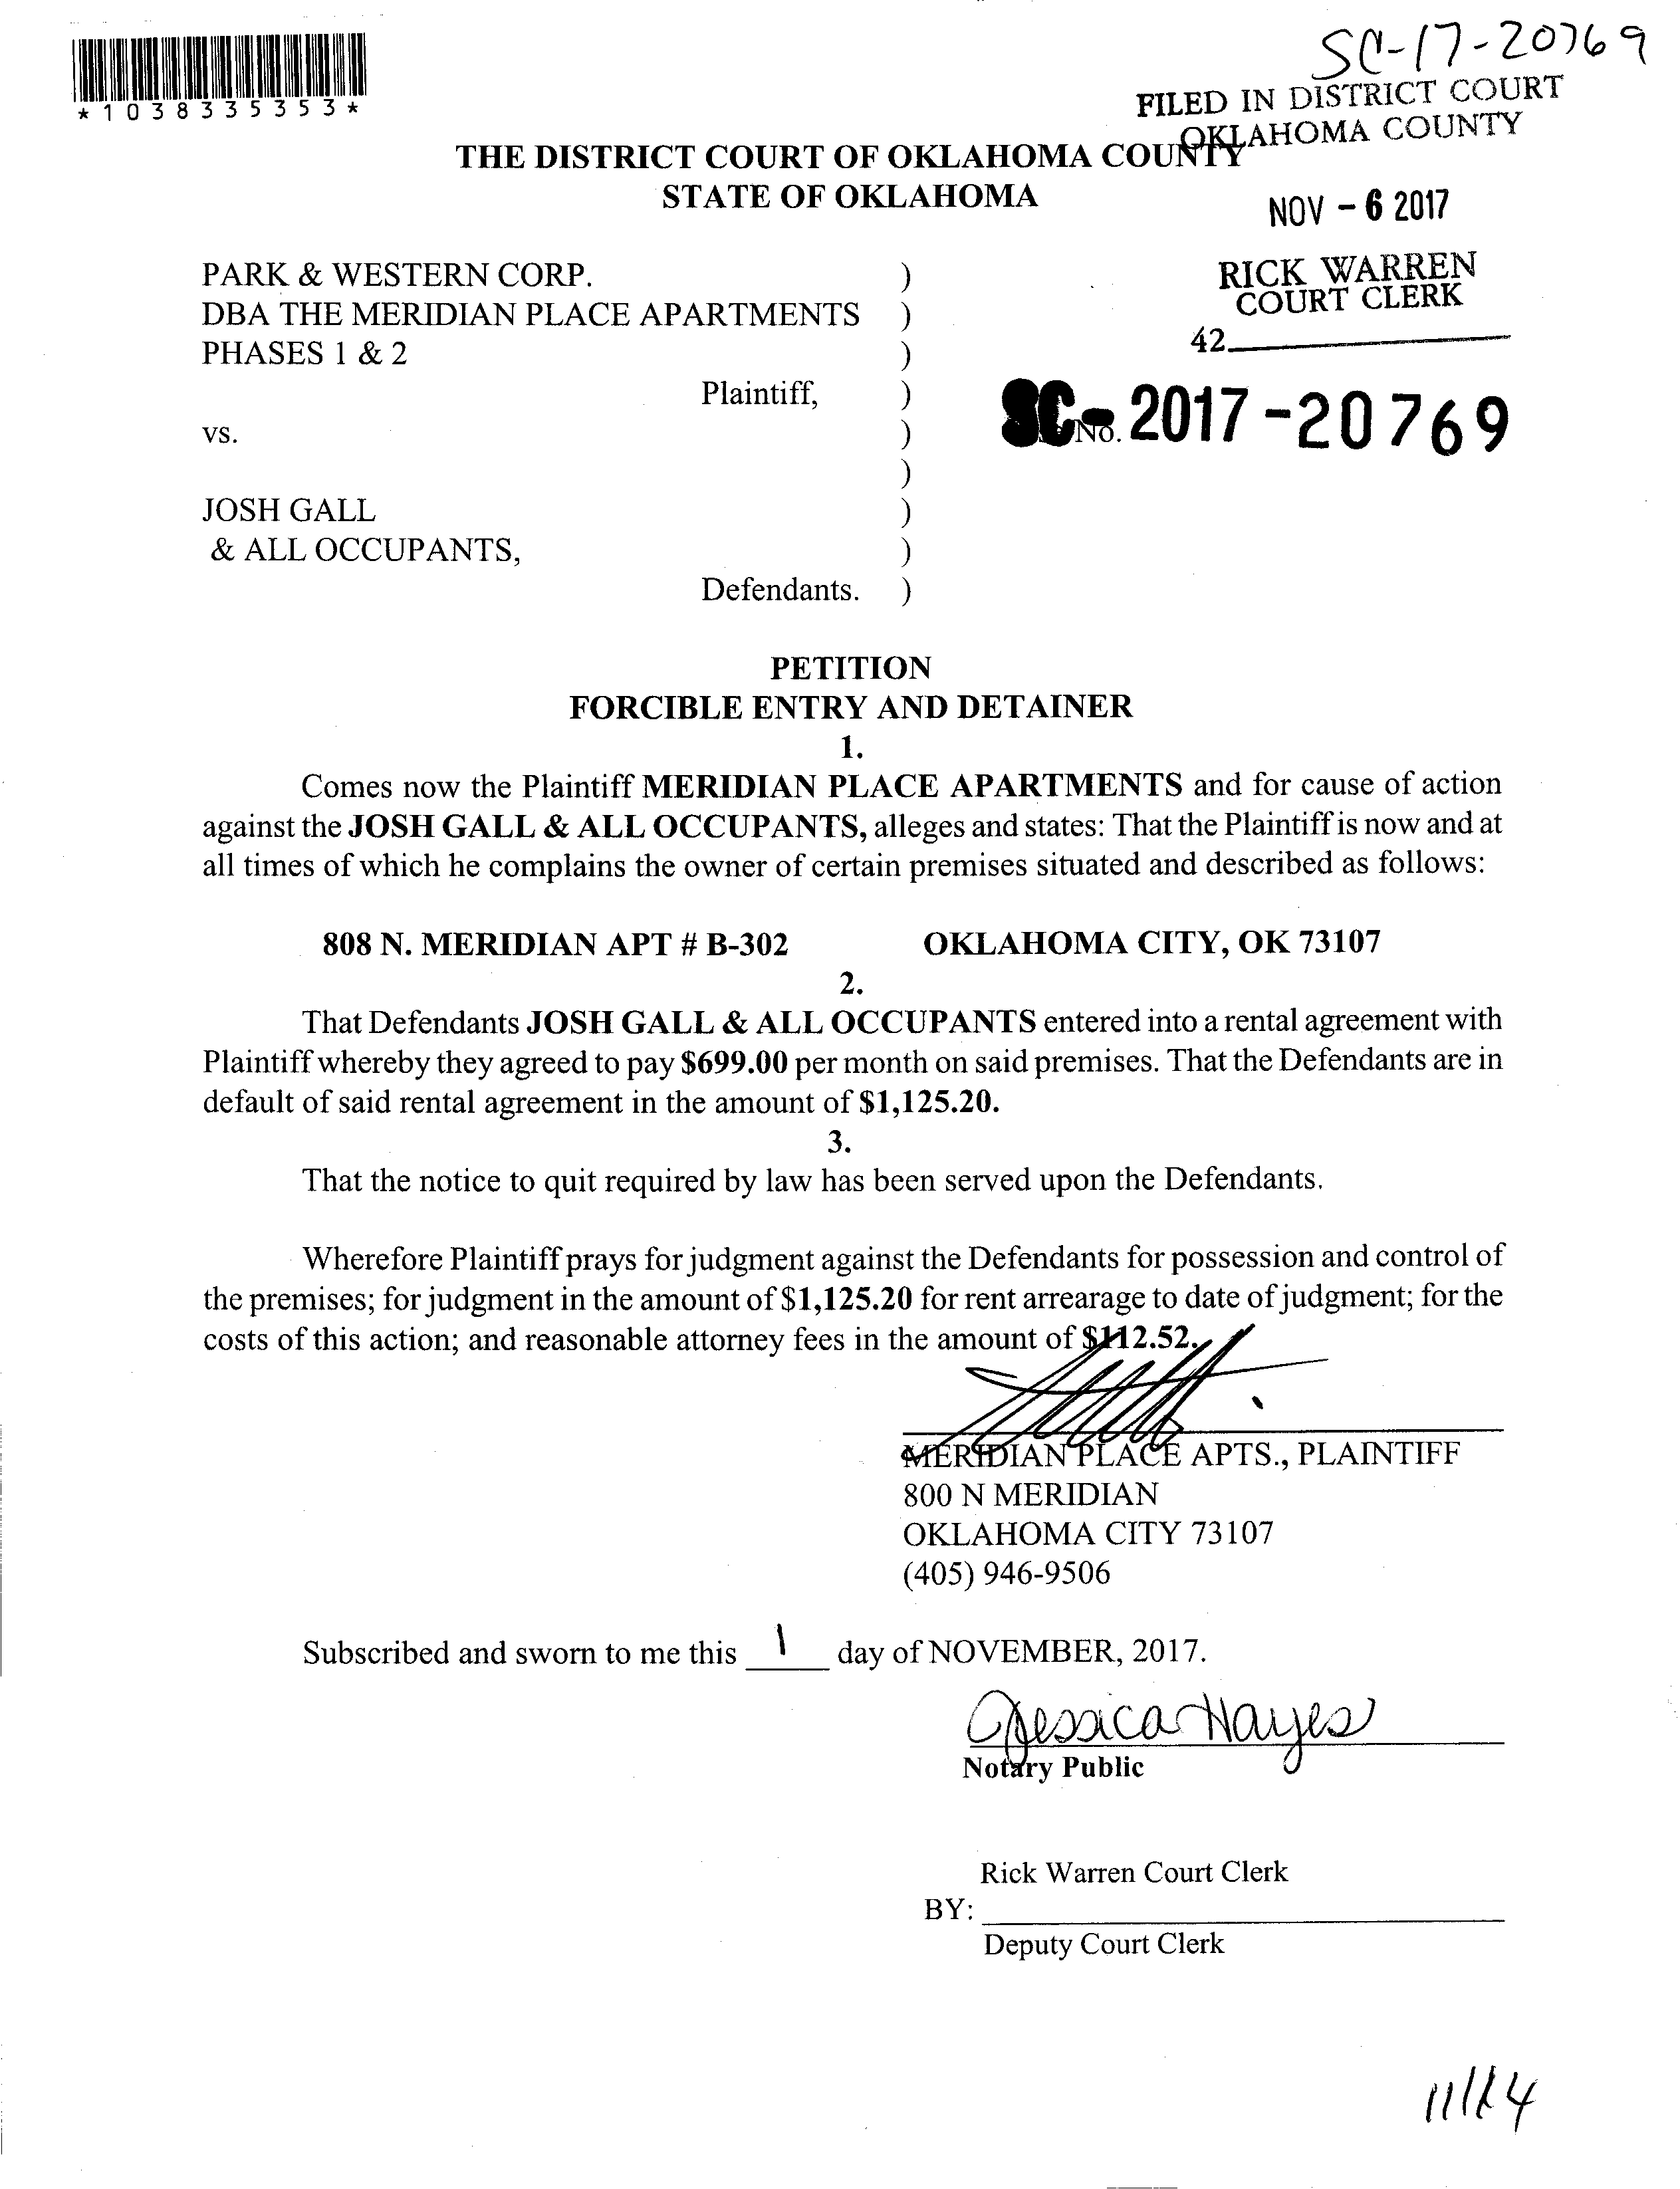 SC-17-20769
*1038335353*
FILED IN DISTRICT COURT
OKLAHOMA COUNTY
THE DISTRICT COURT OF OKLAHOMA COUNTY
STATE OF OKLAHOMA
NOV - 6 2017
PARK & WESTERN CORP.
DBA THE MERIDIAN PLACE APARTMENTS
PHASES 1 & 2
Plaintiff,
vs.
JOSH GALL
& ALL OCCUPANTS,
Defendants.
)
)
)
)
)
)
)
)
)
RICK WARREN
COURT CLERK
42
SC- No. 2017-20769
PETITION
FORCIBLE ENTRY AND DETAINER
1.
Comes now the Plaintiff MERIDIAN PLACE APARTMENTS and for cause of action
against the JOSH GALL & ALL OCCUPANTS, alleges and states: That the Plaintiff is now and at
all times of which he complains the owner of certain premises situated and described as follows:
808 N. MERIDIAN APT # B-302 OKLAHOMA CITY, OK 73107
2.
That Defendants JOSH GALL & ALL OCCUPANTS entered into a rental agreement with
Plaintiff whereby they agreed to pay $699.00 per month on said premises. That the Defendants are in
default of said rental agreement in the amount of $1,125.20.
3.
That the notice to quit required by law has been served upon the Defendants.
Wherefore Plaintiff prays for judgment against the Defendants for possession and control of
the premises; for judgment in the amount of $1,125.20 for rent arrearage to date of judgment; for the
costs of this action; and reasonable attorney fees in the amount of $112.52.
MERIDIAN PLACE APTS., PLAINTIFF
800 N MERIDIAN
OKLAHOMA CITY 73107
(405) 946-9506
Subscribed and sworn to me this 1 day of NOVEMBER, 2017.
Jessica Hayes
Notary Public
Rick Warren Court Clerk
BY:
Deputy Court Clerk